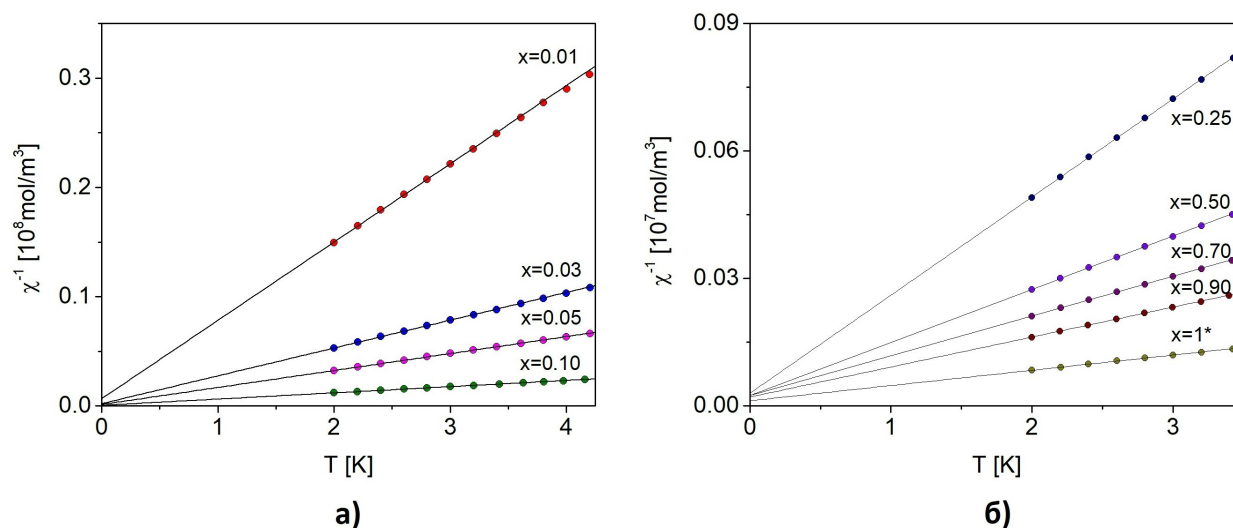 0.3
0.2
0.1
0.0
χ⁻¹ [10⁸mol/m³]
x=0.01
x=0.03
x=0.05
x=0.10
0 1 2 3 4
T [K]
а)
0.09
0.06
0.03
0.00
χ⁻¹ [10⁷mol/m³]
x=0.25
x=0.50
x=0.70
x=0.90
x=1*
0 1 2 3
T [K]
б)